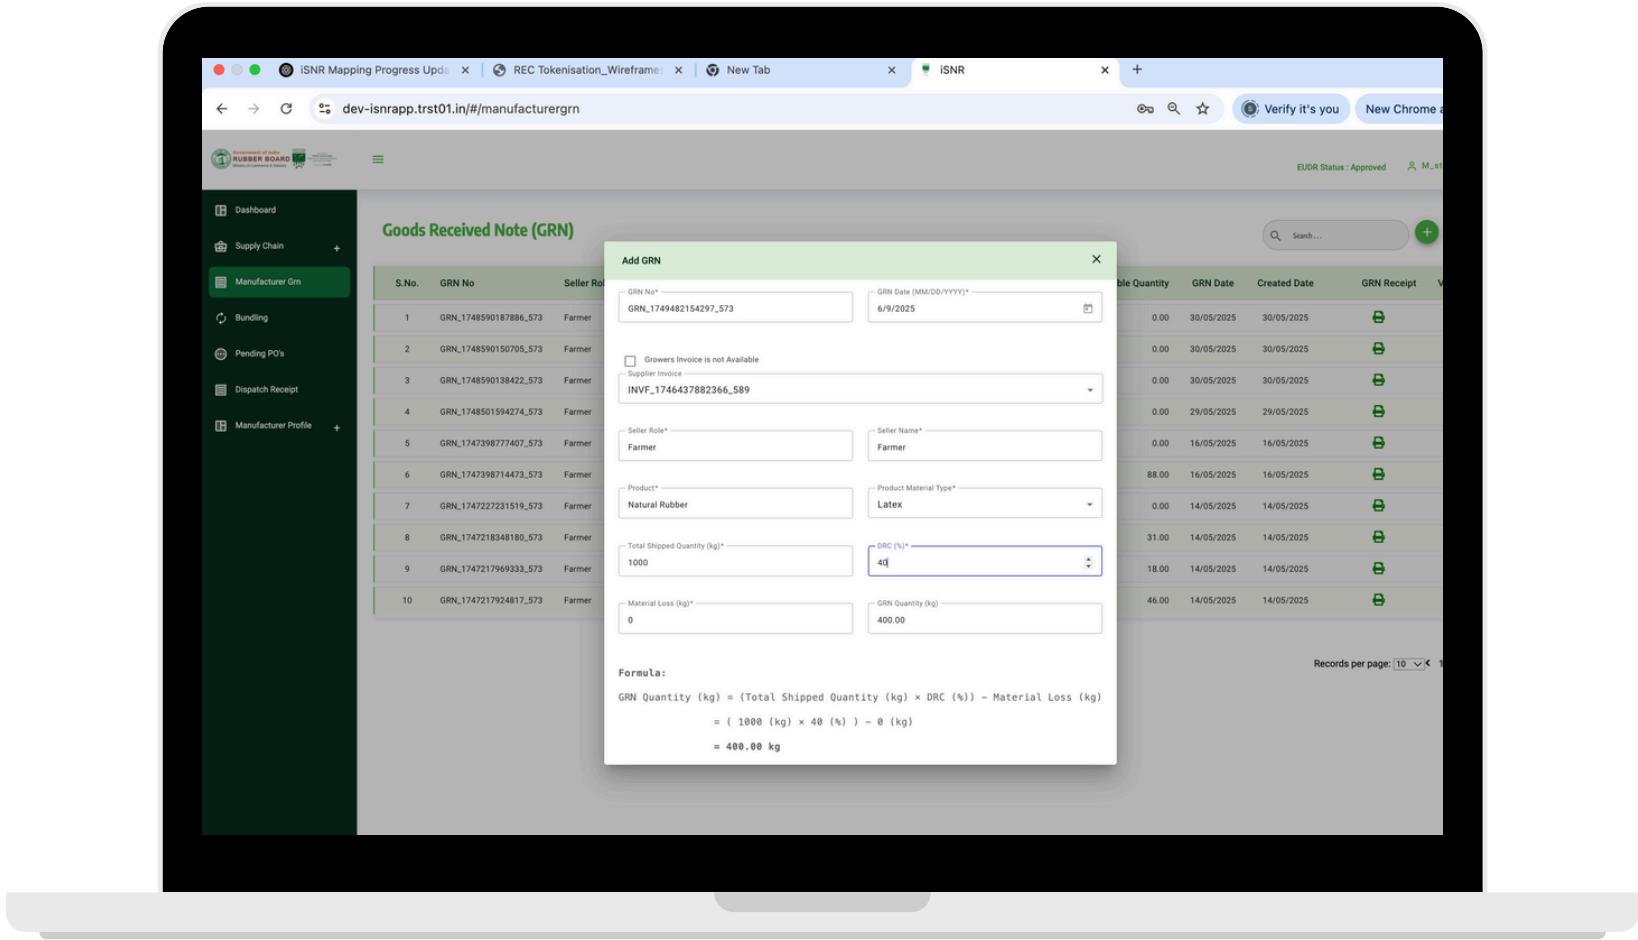 iSNR Mapping Progress Upda
REC Tokenisation_Wireframes
New Tab
iSNR
dev-isnrapp.trst01.in/#/manufacturergrn
Verify it's you
New Chrome a
Government of India
RUBBER BOARD
Ministry of Commerce & Industry
EUDR Status : Approved
M_st
Dashboard
Supply Chain +
Manufacturer Grn
Bundling
Pending PO's
Dispatch Receipt
Manufacturer Profile +
Goods Received Note (GRN)
Search...
S.No. GRN No Seller Rol ble Quantity GRN Date Created Date GRN Receipt V
1 GRN_1748590187886_573 Farmer 0.00 30/05/2025 30/05/2025
2 GRN_1748590150705_573 Farmer 0.00 30/05/2025 30/05/2025
3 GRN_1748590138422_573 Farmer 0.00 30/05/2025 30/05/2025
4 GRN_1748501594274_573 Farmer 0.00 29/05/2025 29/05/2025
5 GRN_1747398777407_573 Farmer 0.00 16/05/2025 16/05/2025
6 GRN_1747398714473_573 Farmer 88.00 16/05/2025 16/05/2025
7 GRN_1747227231519_573 Farmer 0.00 14/05/2025 14/05/2025
8 GRN_1747218348180_573 Farmer 31.00 14/05/2025 14/05/2025
9 GRN_1747217969333_573 Farmer 18.00 14/05/2025 14/05/2025
10 GRN_1747217924817_573 Farmer 46.00 14/05/2025 14/05/2025
Records per page: 10 1
Add GRN
GRN No*
GRN_1749482154297_573
GRN Date (MM/DD/YYYY)*
6/9/2025
Growers Invoice is not Available
Supplier Invoice
INVF_1746437882366_589
Seller Role*
Farmer
Seller Name*
Farmer
Product*
Natural Rubber
Product Material Type*
Latex
Total Shipped Quantity (kg)*
1000
DRC (%)*
40
Material Loss (kg)*
0
GRN Quantity (kg)
400.00
Formula:
GRN Quantity (kg) = (Total Shipped Quantity (kg) × DRC (%)) − Material Loss (kg)
= ( 1000 (kg) × 40 (%) ) − 0 (kg)
= 400.00 kg